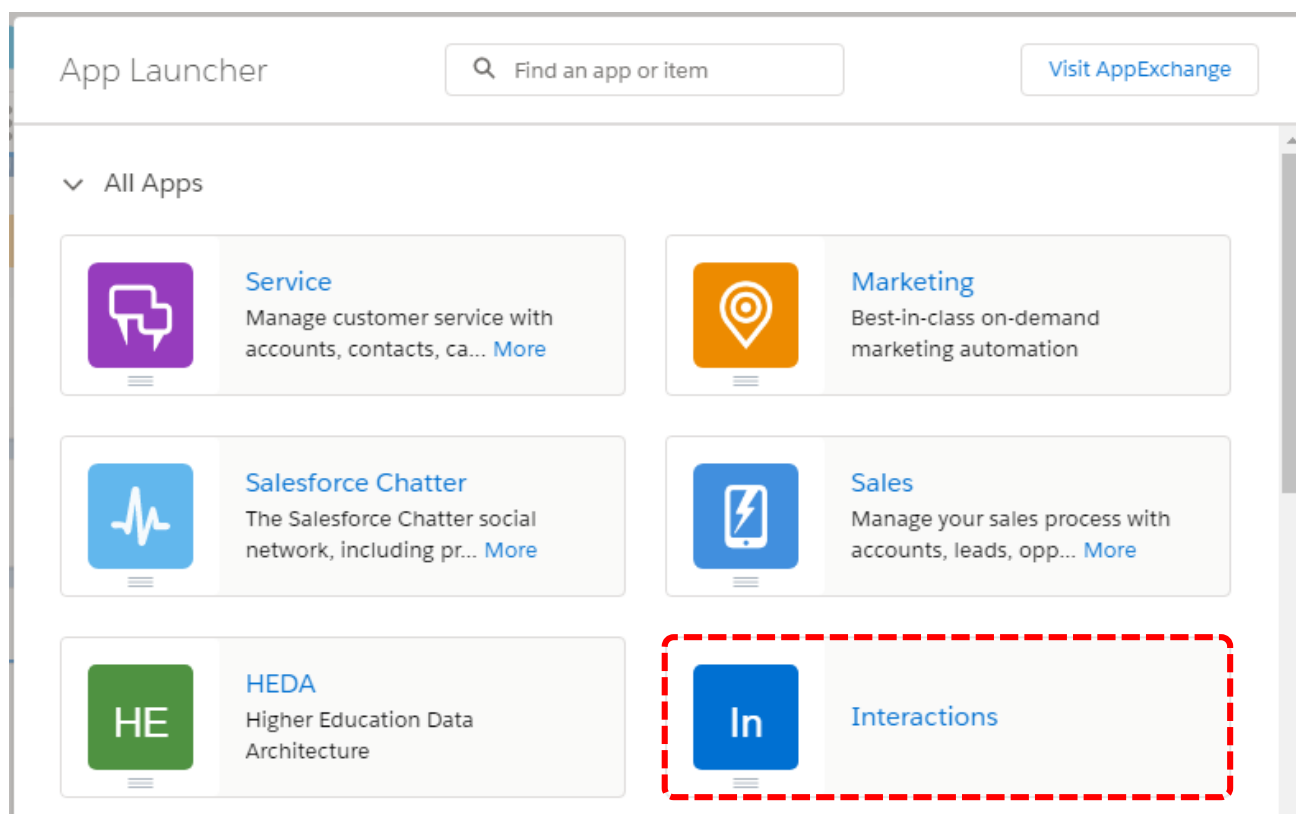 App Launcher
Find an app or item
Visit AppExchange
All Apps
Service
Manage customer service with
accounts, contacts, ca... More
Marketing
Best-in-class on-demand
marketing automation
Salesforce Chatter
The Salesforce Chatter social
network, including pr... More
Sales
Manage your sales process with
accounts, leads, opp... More
HE
HEDA
Higher Education Data
Architecture
In
Interactions